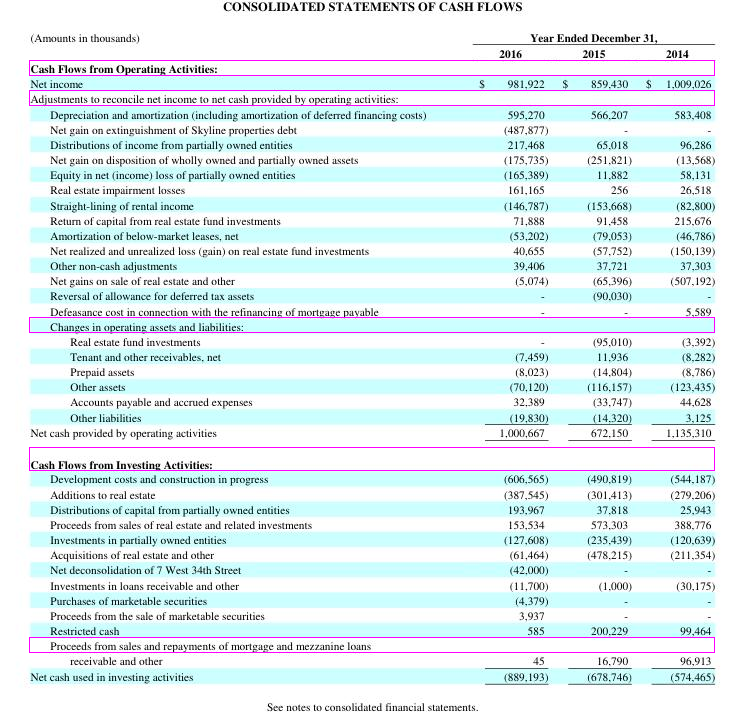 CONSOLIDATED STATEMENTS OF CASH FLOWS
(Amounts in thousands) Year Ended December 31,
2016 2015 2014
Cash Flows from Operating Activities:
Net income $ 981,922 $ 859,430 $ 1,009,026
Adjustments to reconcile net income to net cash provided by operating activities:
Depreciation and amortization (including amortization of deferred financing costs) 595,270 566,207 583,408
Net gain on extinguishment of Skyline properties debt (487,877) - -
Distributions of income from partially owned entities 217,468 65,018 96,286
Net gain on disposition of wholly owned and partially owned assets (175,735) (251,821) (13,568)
Equity in net (income) loss of partially owned entities (165,389) 11,882 58,131
Real estate impairment losses 161,165 256 26,518
Straight-lining of rental income (146,787) (153,668) (82,800)
Return of capital from real estate fund investments 71,888 91,458 215,676
Amortization of below-market leases, net (53,202) (79,053) (46,786)
Net realized and unrealized loss (gain) on real estate fund investments 40,655 (57,752) (150,139)
Other non-cash adjustments 39,406 37,721 37,303
Net gains on sale of real estate and other (5,074) (65,396) (507,192)
Reversal of allowance for deferred tax assets - (90,030) -
Defeasance cost in connection with the refinancing of mortgage payable - - 5,589
Changes in operating assets and liabilities:
Real estate fund investments - (95,010) (3,392)
Tenant and other receivables, net (7,459) 11,936 (8,282)
Prepaid assets (8,023) (14,804) (8,786)
Other assets (70,120) (116,157) (123,435)
Accounts payable and accrued expenses 32,389 (33,747) 44,628
Other liabilities (19,830) (14,320) 3,125
Net cash provided by operating activities 1,000,667 672,150 1,135,310
Cash Flows from Investing Activities:
Development costs and construction in progress (606,565) (490,819) (544,187)
Additions to real estate (387,545) (301,413) (279,206)
Distributions of capital from partially owned entities 193,967 37,818 25,943
Proceeds from sales of real estate and related investments 153,534 573,303 388,776
Investments in partially owned entities (127,608) (235,439) (120,639)
Acquisitions of real estate and other (61,464) (478,215) (211,354)
Net deconsolidation of 7 West 34th Street (42,000) - -
Investments in loans receivable and other (11,700) (1,000) (30,175)
Purchases of marketable securities (4,379) - -
Proceeds from the sale of marketable securities 3,937 - -
Restricted cash 585 200,229 99,464
Proceeds from sales and repayments of mortgage and mezzanine loans
receivable and other 45 16,790 96,913
Net cash used in investing activities (889,193) (678,746) (574,465)
See notes to consolidated financial statements.